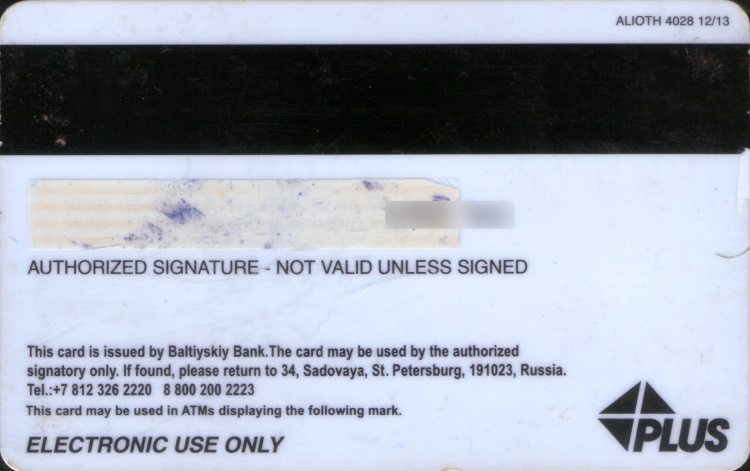 ALIOTH 4028 12/13
AUTHORIZED SIGNATURE - NOT VALID UNLESS SIGNED
This card is issued by Baltiyskiy Bank.The card may be used by the authorized
signatory only. If found, please return to 34, Sadovaya, St. Petersburg, 191023, Russia.
Tel.:+7 812 326 2220 8 800 200 2223
This card may be used in ATMs displaying the following mark.
ELECTRONIC USE ONLY
PLUS